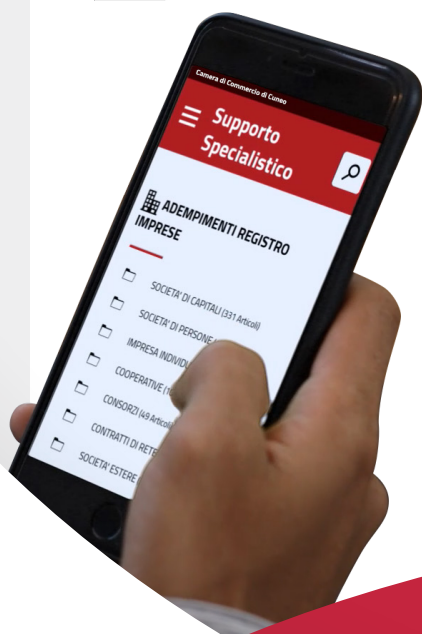 Camera di Commercio di Cuneo
Supporto
Specialistico
ADEMPIMENTI REGISTRO
IMPRESE
SOCIETA' DI CAPITALI (331 Articoli)
SOCIETA' DI PERSONE
IMPRESA
COOPERATIVE
CONSORZI (49 Articoli
CONTRATTI DI RETE
SOCIETA' ESTERE